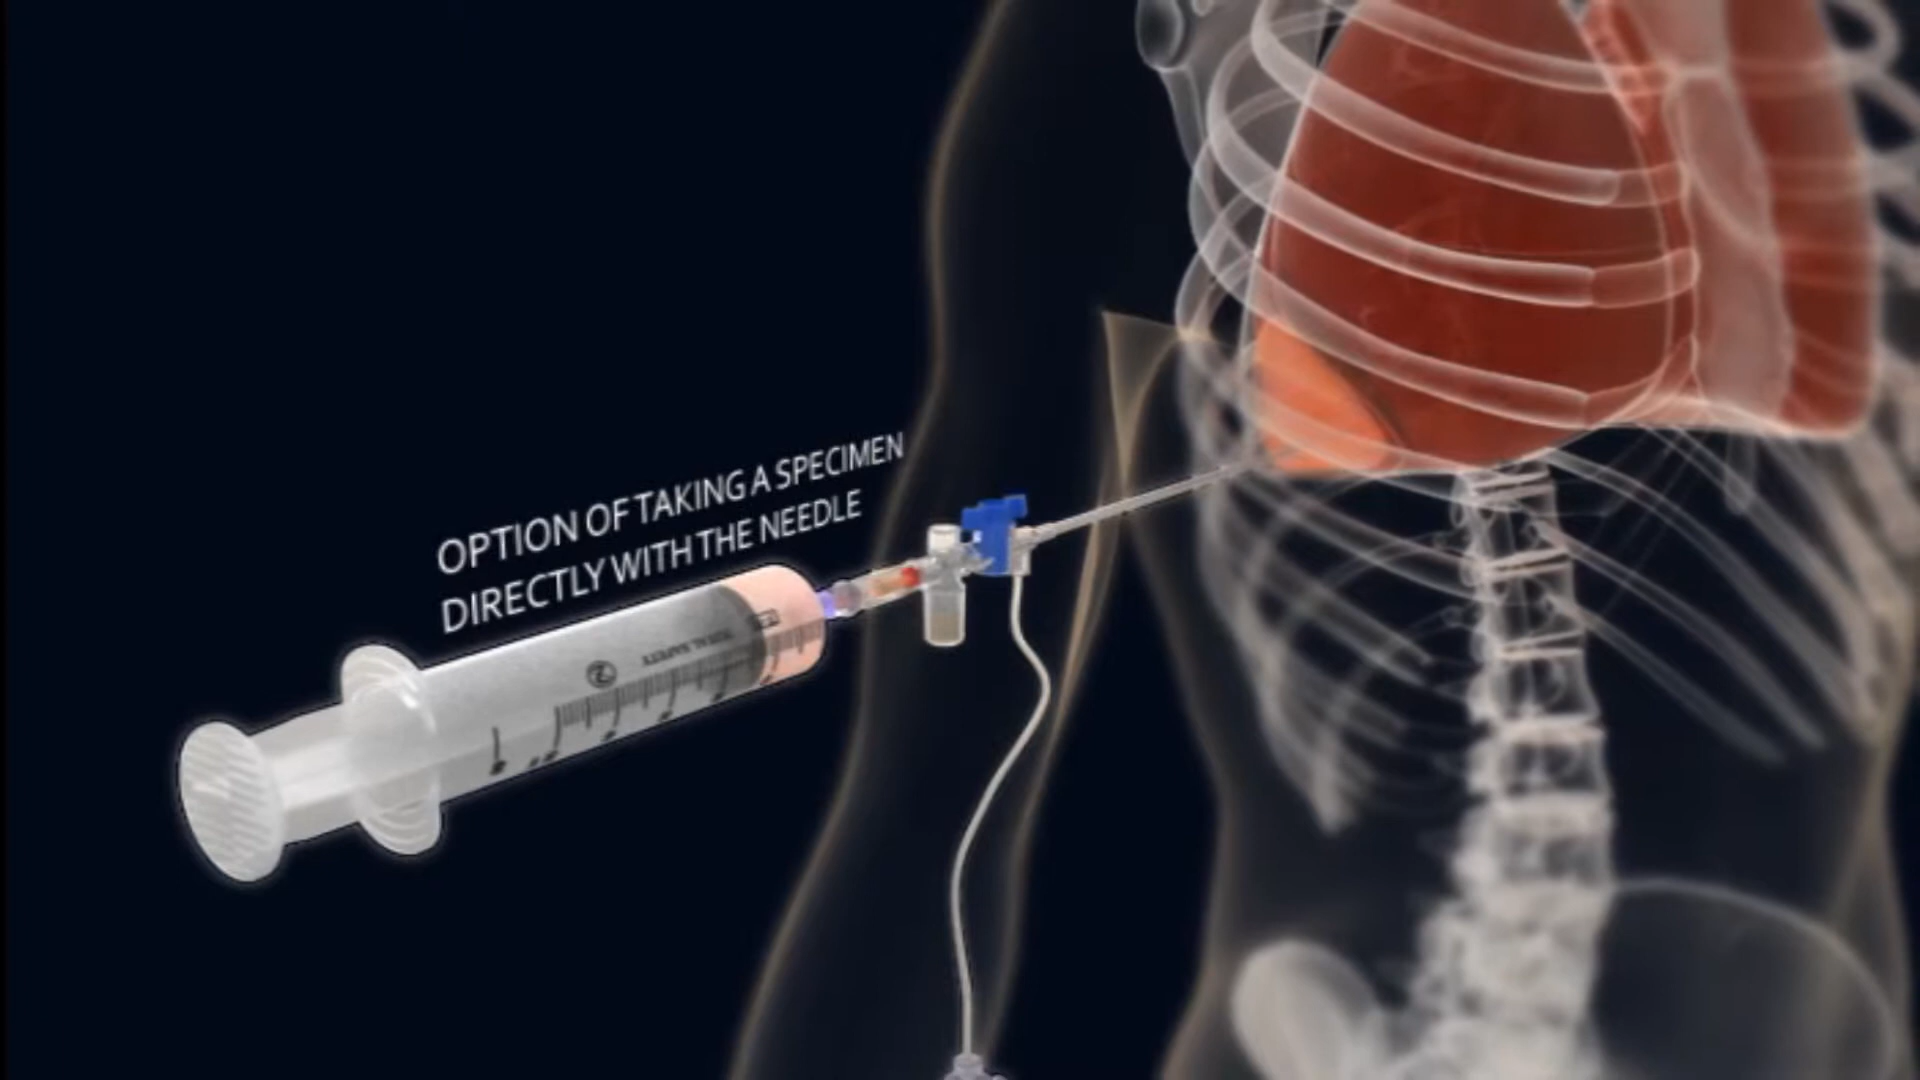 OPTION OF TAKING A SPECIMEN
DIRECTLY WITH THE NEEDLE